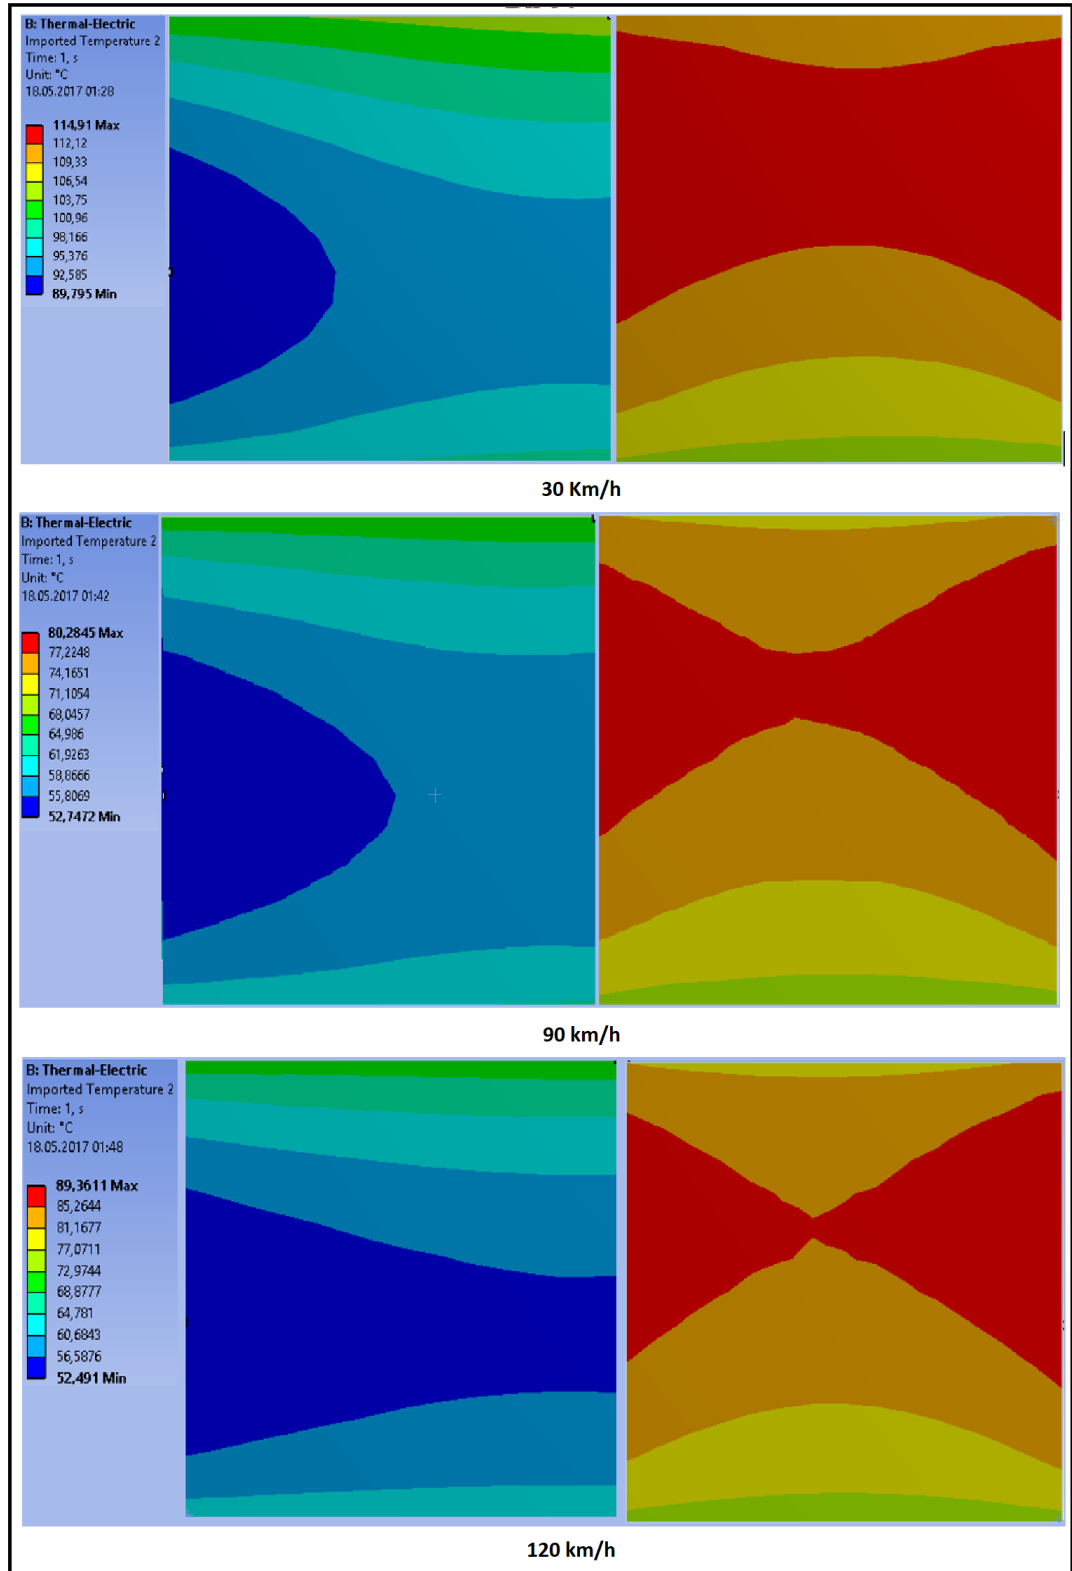 B: Thermal-Electric
Imported Temperature 2
Time: 1, s
Unit: °C
18.05.2017 01:28
114,91 Max
112,12
109,33
106,54
103,75
100,96
98,166
95,376
92,585
89,795 Min
30 Km/h
B: Thermal-Electric
Imported Temperature 2
Time: 1, s
Unit: °C
18.05.2017 01:42
80,2845 Max
77,2248
74,1651
71,1054
68,0457
64,986
61,9263
58,8666
55,8069
52,7472 Min
90 km/h
B: Thermal-Electric
Imported Temperature 2
Time: 1, s
Unit: °C
18.05.2017 01:48
89,3611 Max
85,2644
81,1677
77,0711
72,9744
68,8777
64,781
60,6843
56,5876
52,491 Min
120 km/h